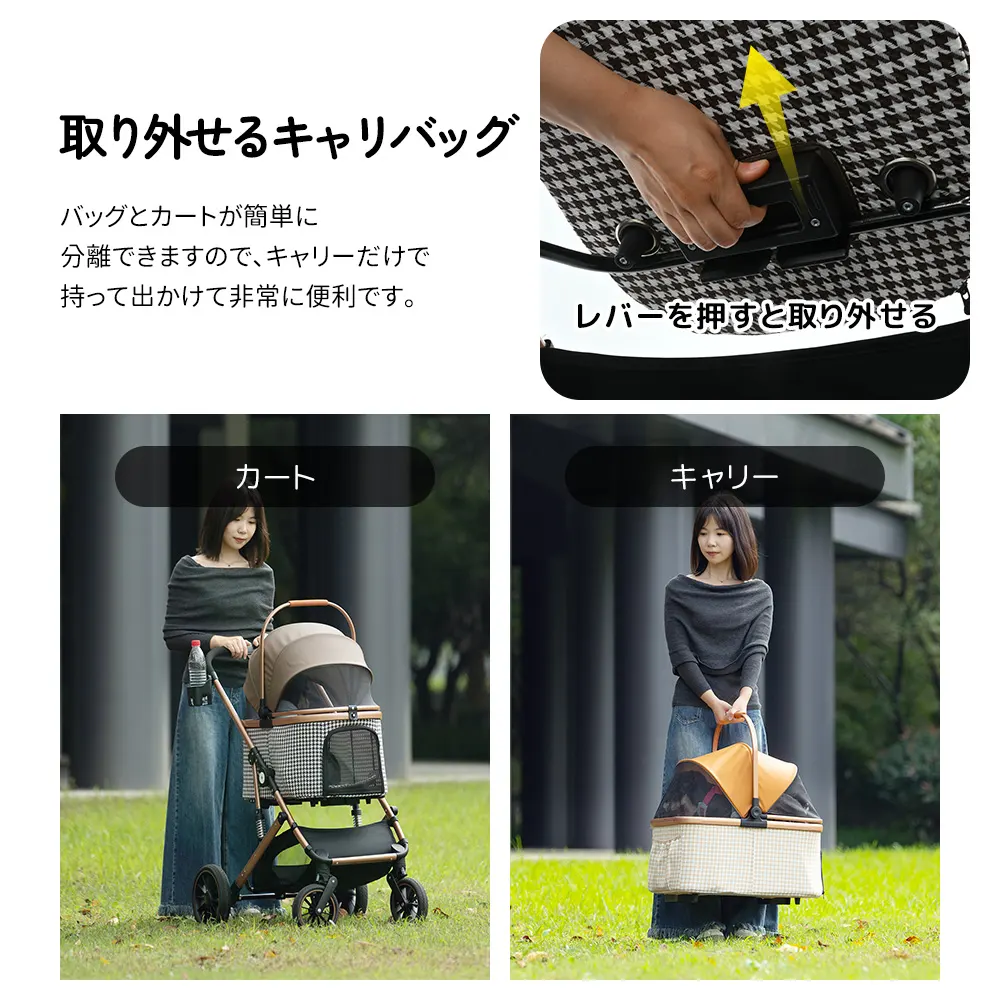 取り外せるキャリバッグ
バッグとカートが簡単に
分離できますので、キャリーだけで
持って出かけて非常に便利です。
レバーを押すと取り外せる
カート
キャリー